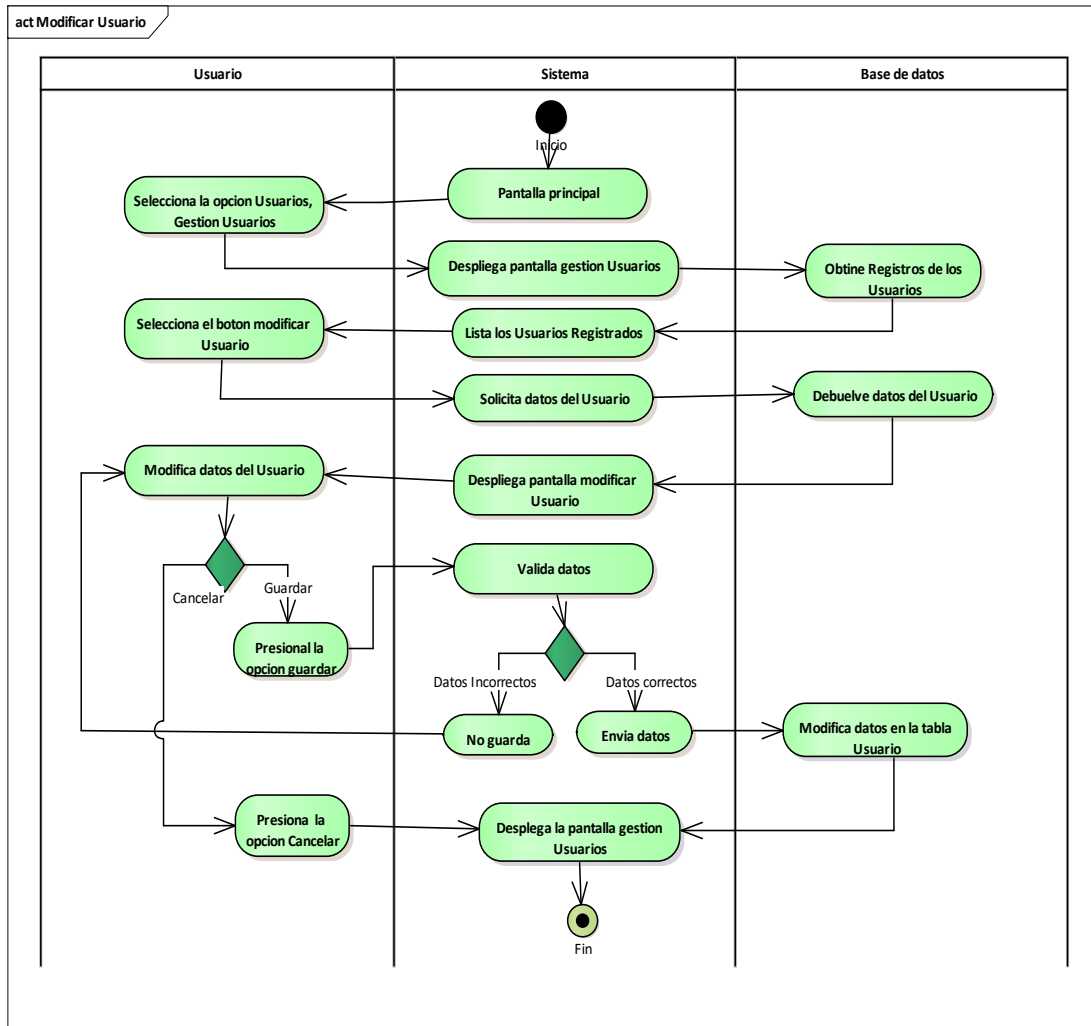 act Modificar Usuario
Usuario
Sistema
Base de datos
Inicio
Pantalla principal
Selecciona la opcion Usuarios,
Gestion Usuarios
Despliega pantalla gestion Usuarios
Obtine Registros de los
Usuarios
Lista los Usuarios Registrados
Selecciona el boton modificar
Usuario
Solicita datos del Usuario
Debuelve datos del Usuario
Modifica datos del Usuario
Despliega pantalla modificar
Usuario
Cancelar
Guardar
Valida datos
Presional la
opcion guardar
Datos Incorrectos
Datos correctos
No guarda
Envia datos
Modifica datos en la tabla
Usuario
Presiona la
opcion Cancelar
Desplega la pantalla gestion
Usuarios
Fin